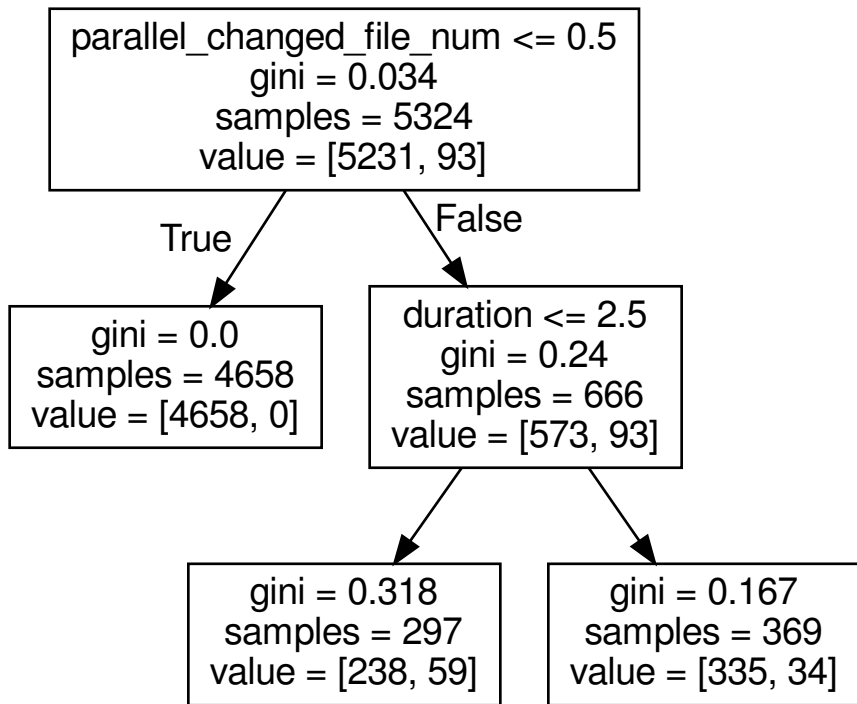 parallel_changed_file_num <= 0.5
gini = 0.034
samples = 5324
value = [5231, 93]
True
False
gini = 0.0
samples = 4658
value = [4658, 0]
duration <= 2.5
gini = 0.24
samples = 666
value = [573, 93]
gini = 0.318
samples = 297
value = [238, 59]
gini = 0.167
samples = 369
value = [335, 34]